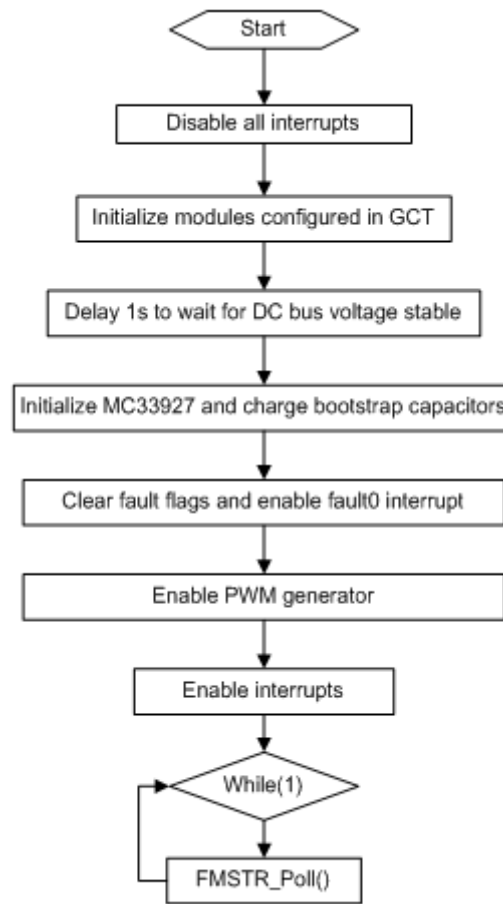 Start
Disable all interrupts
Initialize modules configured in GCT
Delay 1s to wait for DC bus voltage stable
Initialize MC33927 and charge bootstrap capacitors
Clear fault flags and enable fault0 interrupt
Enable PWM generator
Enable interrupts
While(1)
FMSTR_Poll()